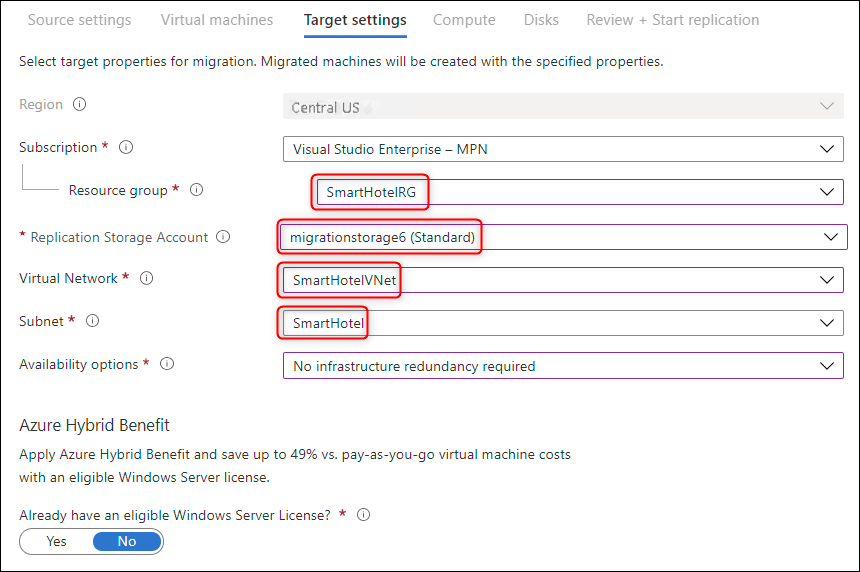 Source settings Virtual machines Target settings Compute Disks Review + Start replication
Select target properties for migration. Migrated machines will be created with the specified properties.
Region Central US
Subscription * Visual Studio Enterprise – MPN
Resource group * SmartHotelRG
* Replication Storage Account migrationstorage6 (Standard)
Virtual Network * SmartHotelVNet
Subnet * SmartHotel
Availability options * No infrastructure redundancy required
Azure Hybrid Benefit
Apply Azure Hybrid Benefit and save up to 49% vs. pay-as-you-go virtual machine costs
with an eligible Windows Server license.
Already have an eligible Windows Server License? *
Yes No